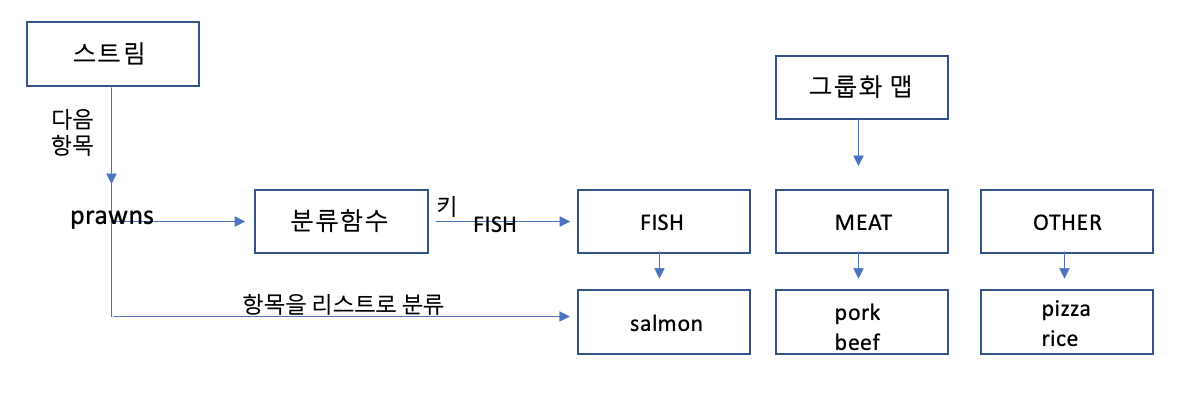 스트림
그룹화 맵
다음
항목
prawns
분류함수
키
FISH
FISH
MEAT
OTHER
항목을 리스트로 분류
salmon
pork
beef
pizza
rice